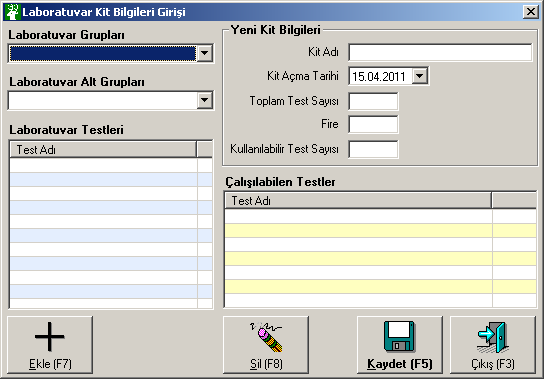 Laboratuvar Kit Bilgileri Girişi
Laboratuvar Grupları
Laboratuvar Alt Grupları
Laboratuvar Testleri
Test Adı
Yeni Kit Bilgileri
Kit Adı
Kit Açma Tarihi
15.04.2011
Toplam Test Sayısı
Fire
Kullanılabilir Test Sayısı
Çalışılabilen Testler
Test Adı
Ekle (F7)
Sil (F8)
Kaydet (F5)
Çıkış (F3)